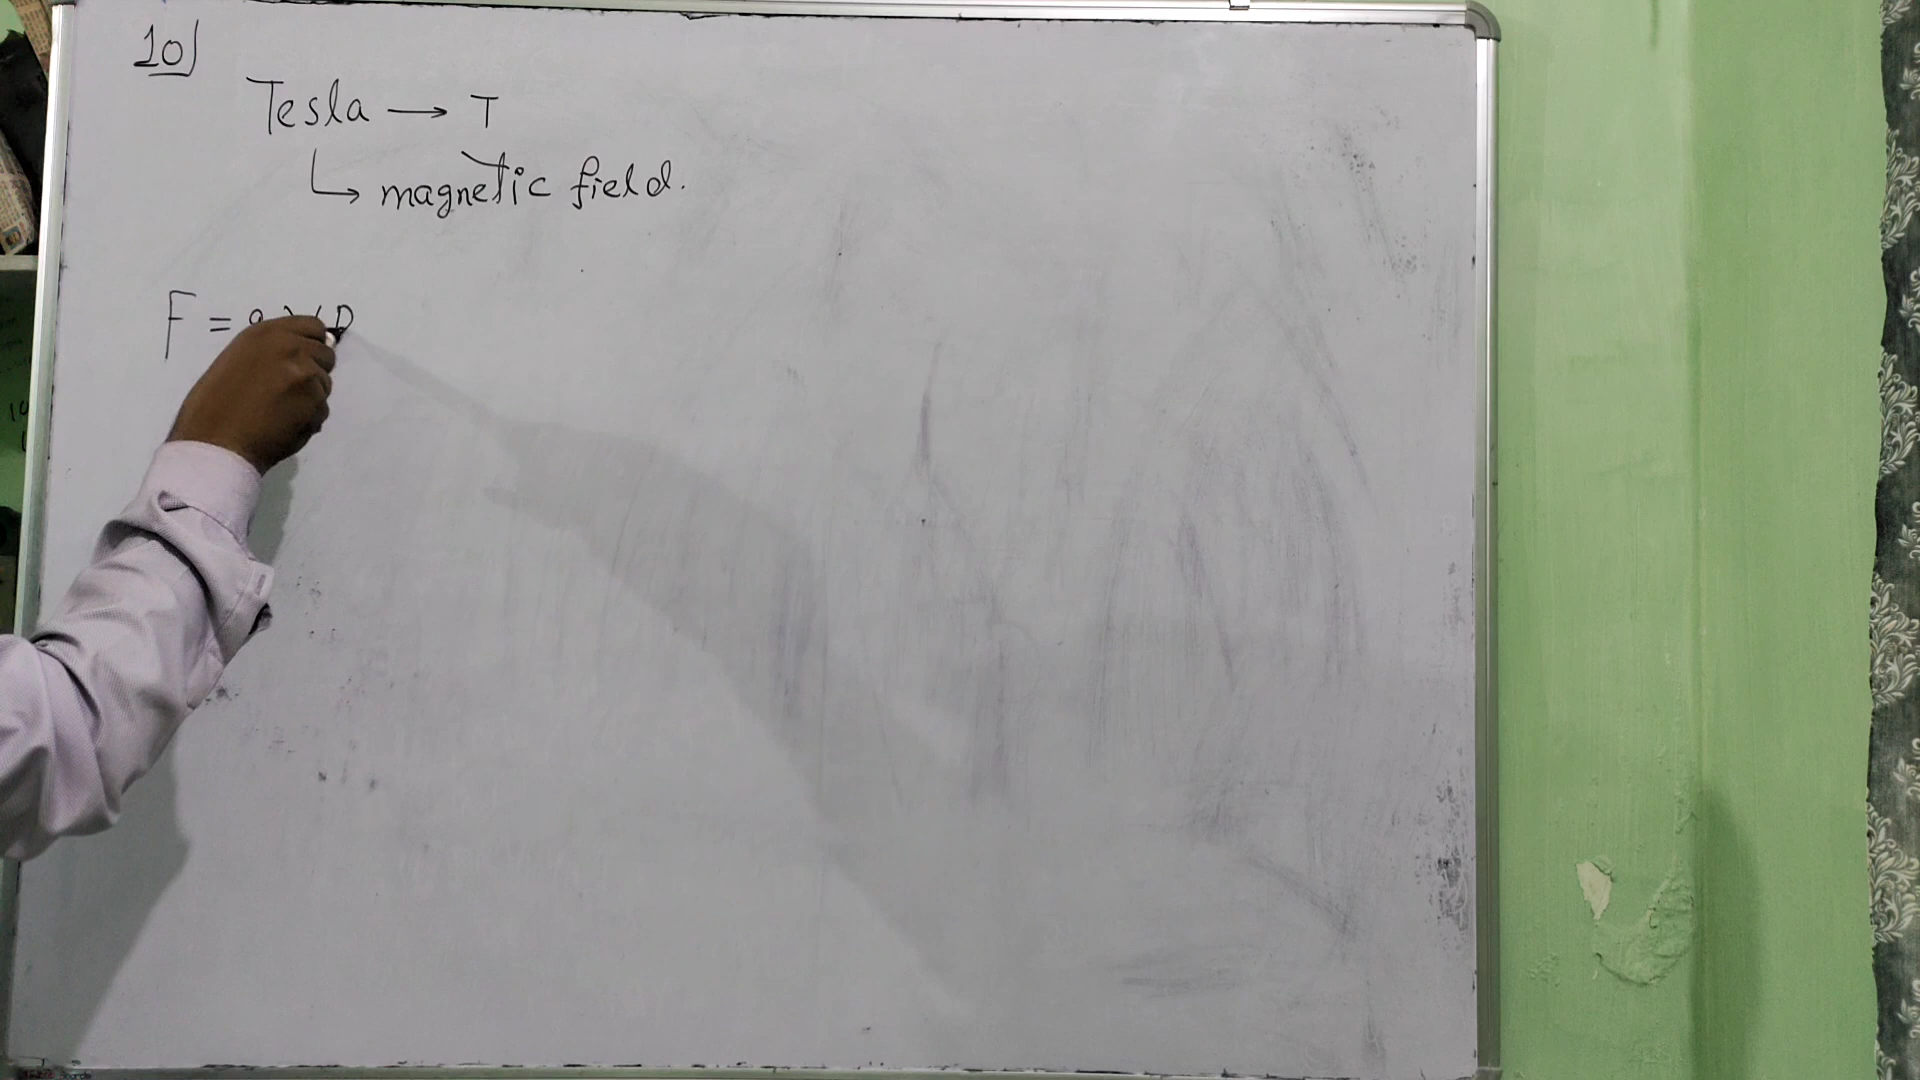 10)
Tesla → T
↳ magnetic field.
F =